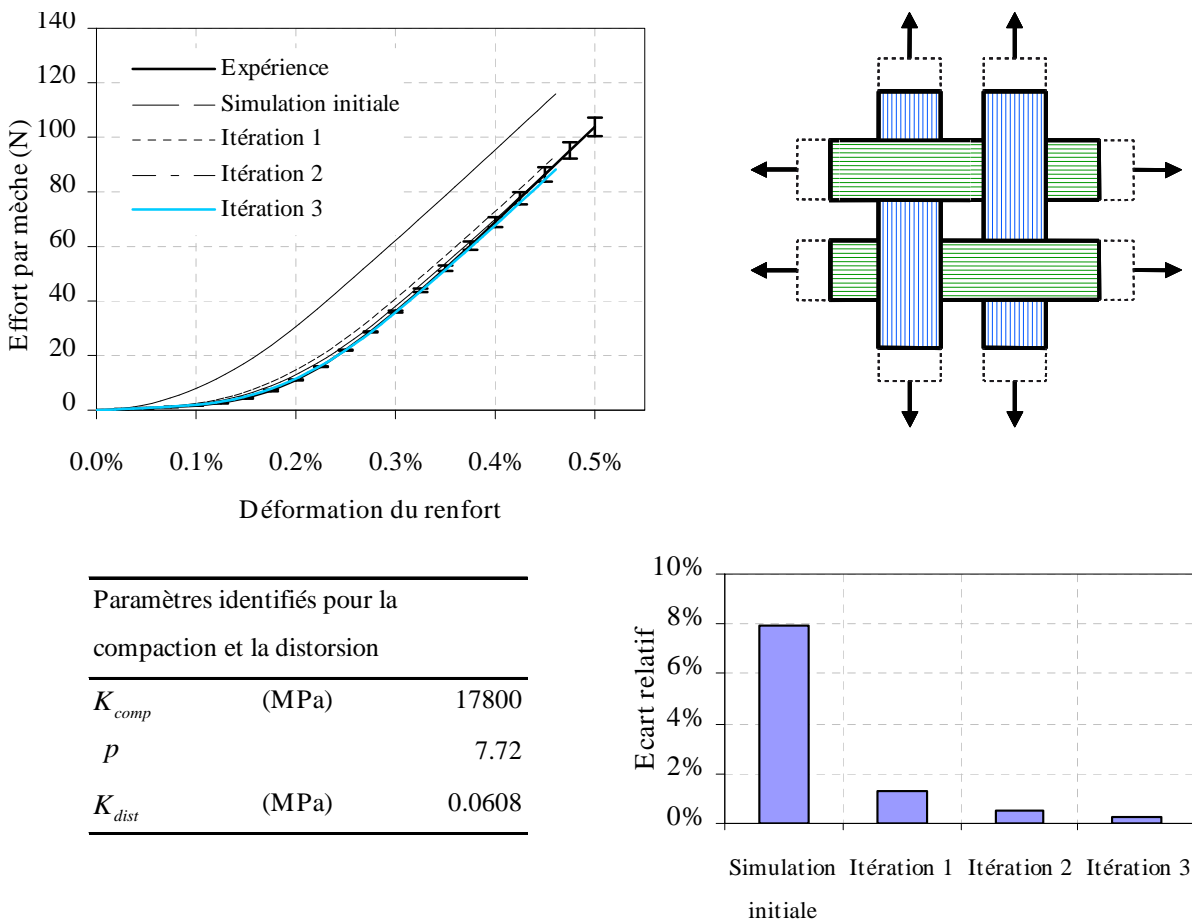 140
120
100
80
60
40
20
0
Effort par mèche (N)
Expérience
Simulation initiale
Itération 1
Itération 2
Itération 3
0.0% 0.1% 0.2% 0.3% 0.4% 0.5%
Déformation du renfort
Paramètres identifiés pour la
compaction et la distorsion
K_comp (MPa) 17800
p 7.72
K_dist (MPa) 0.0608
10%
8%
6%
4%
2%
0%
Ecart relatif
Simulation initiale
Itération 1
Itération 2
Itération 3